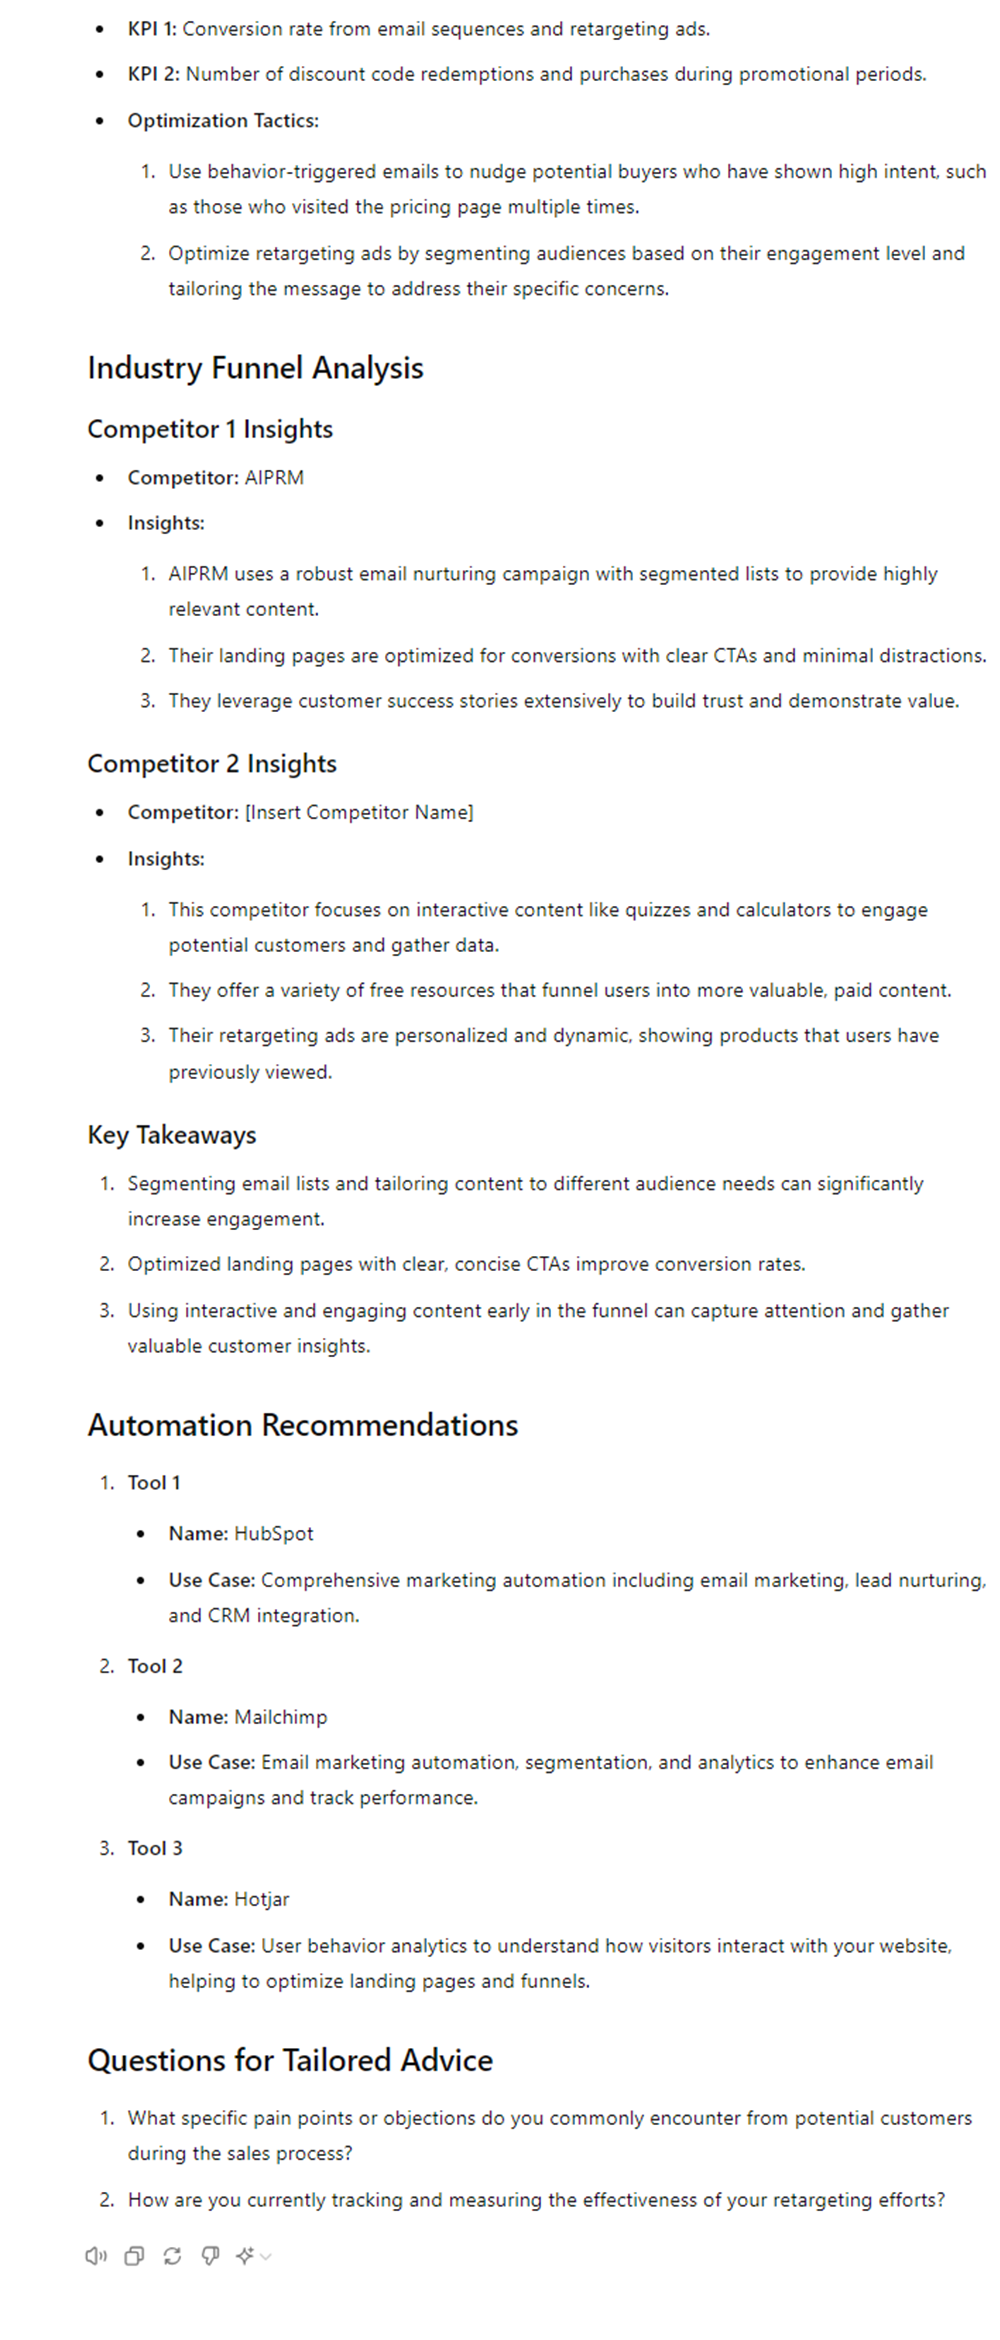 KPI 1: Conversion rate from email sequences and retargeting ads.
KPI 2: Number of discount code redemptions and purchases during promotional periods.
Optimization Tactics:
1. Use behavior-triggered emails to nudge potential buyers who have shown high intent, such
as those who visited the pricing page multiple times.
2. Optimize retargeting ads by segmenting audiences based on their engagement level and
tailoring the message to address their specific concerns.
Industry Funnel Analysis
Competitor 1 Insights
Competitor: AIPRM
Insights:
1. AIPRM uses a robust email nurturing campaign with segmented lists to provide highly
relevant content.
2. Their landing pages are optimized for conversions with clear CTAs and minimal distractions.
3. They leverage customer success stories extensively to build trust and demonstrate value.
Competitor 2 Insights
Competitor: [Insert Competitor Name]
Insights:
1. This competitor focuses on interactive content like quizzes and calculators to engage
potential customers and gather data.
2. They offer a variety of free resources that funnel users into more valuable, paid content.
3. Their retargeting ads are personalized and dynamic, showing products that users have
previously viewed.
Key Takeaways
1. Segmenting email lists and tailoring content to different audience needs can significantly
increase engagement.
2. Optimized landing pages with clear, concise CTAs improve conversion rates.
3. Using interactive and engaging content early in the funnel can capture attention and gather
valuable customer insights.
Automation Recommendations
1. Tool 1
Name: HubSpot
Use Case: Comprehensive marketing automation including email marketing, lead nurturing,
and CRM integration.
2. Tool 2
Name: Mailchimp
Use Case: Email marketing automation, segmentation, and analytics to enhance email
campaigns and track performance.
3. Tool 3
Name: Hotjar
Use Case: User behavior analytics to understand how visitors interact with your website,
helping to optimize landing pages and funnels.
Questions for Tailored Advice
1. What specific pain points or objections do you commonly encounter from potential customers
during the sales process?
2. How are you currently tracking and measuring the effectiveness of your retargeting efforts?